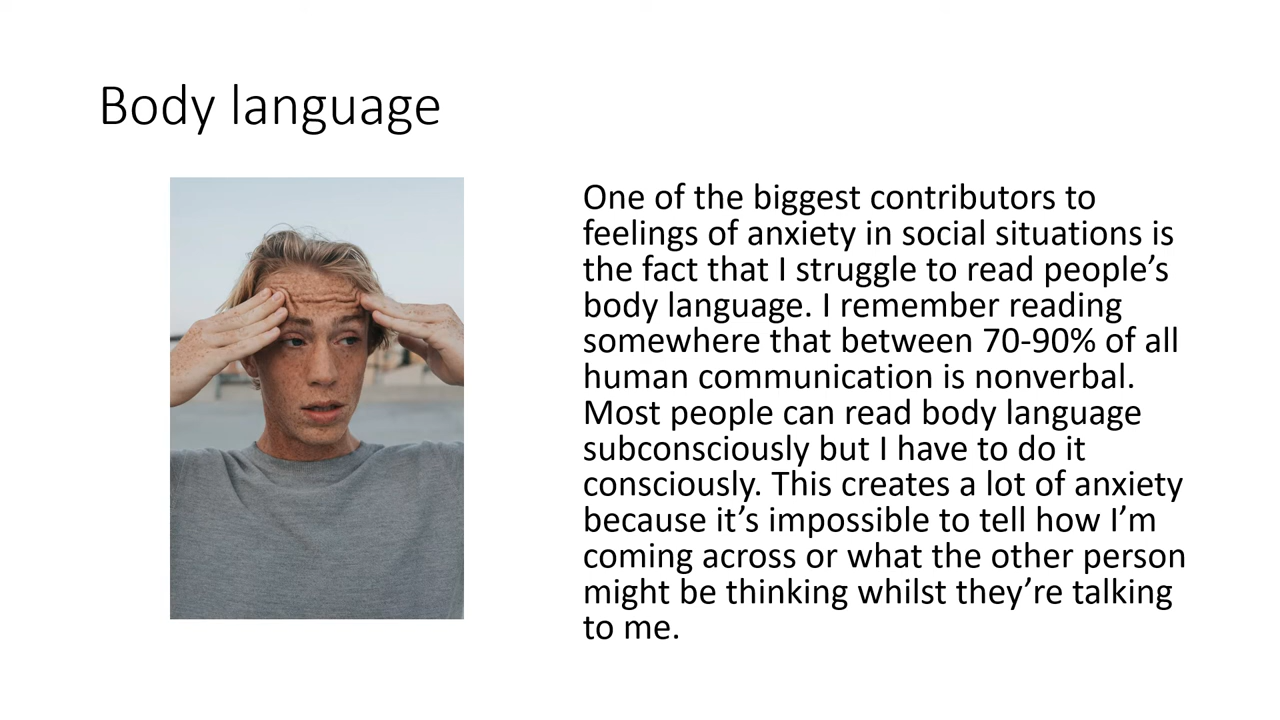 Body language
One of the biggest contributors to
feelings of anxiety in social situations is
the fact that I struggle to read people’s
body language. I remember reading
somewhere that between 70-90% of all
human communication is nonverbal.
Most people can read body language
subconsciously but I have to do it
consciously. This creates a lot of anxiety
because it’s impossible to tell how I’m
coming across or what the other person
might be thinking whilst they’re talking
to me.